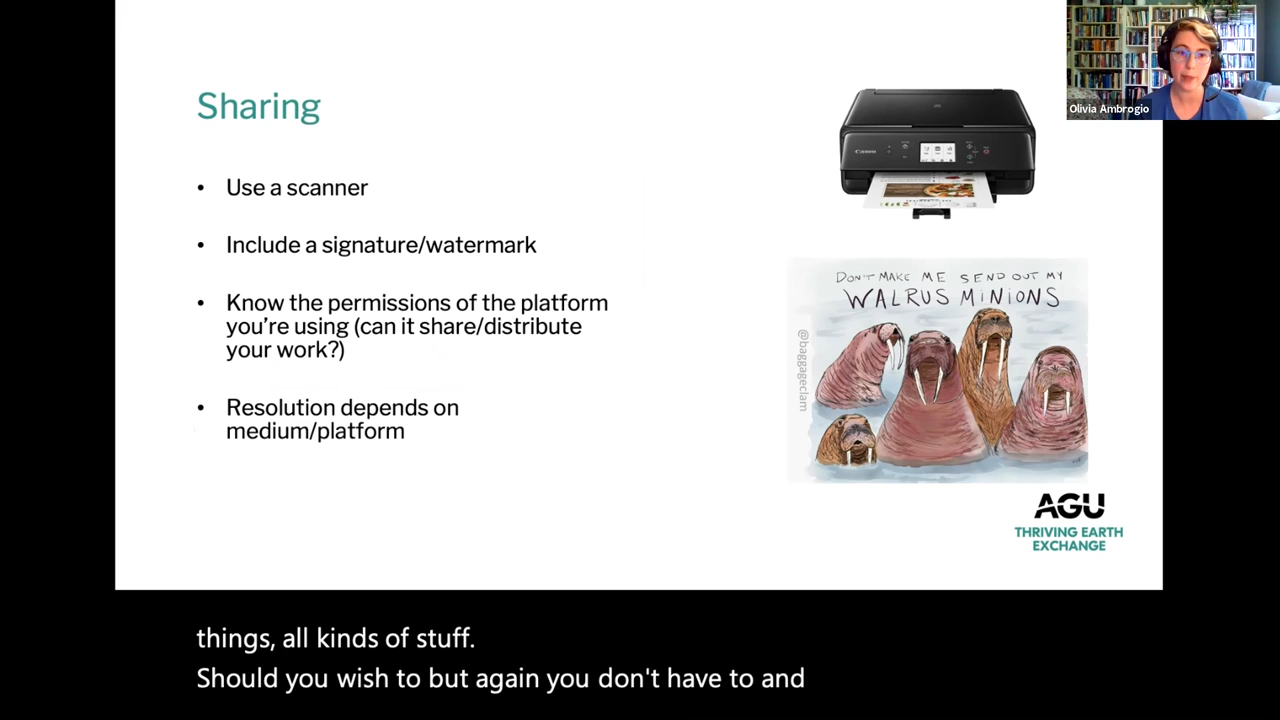 Sharing
• Use a scanner
• Include a signature/watermark
• Know the permissions of the platform
you're using (can it share/distribute
your work?)
• Resolution depends on
medium/platform
Canon
DON'T MAKE ME SEND OUT MY
WALRUS MINIONS
@baggageclam
AGU
THRIVING EARTH
EXCHANGE
Olivia Ambrogio
things, all kinds of stuff.
Should you wish to but again you don't have to and